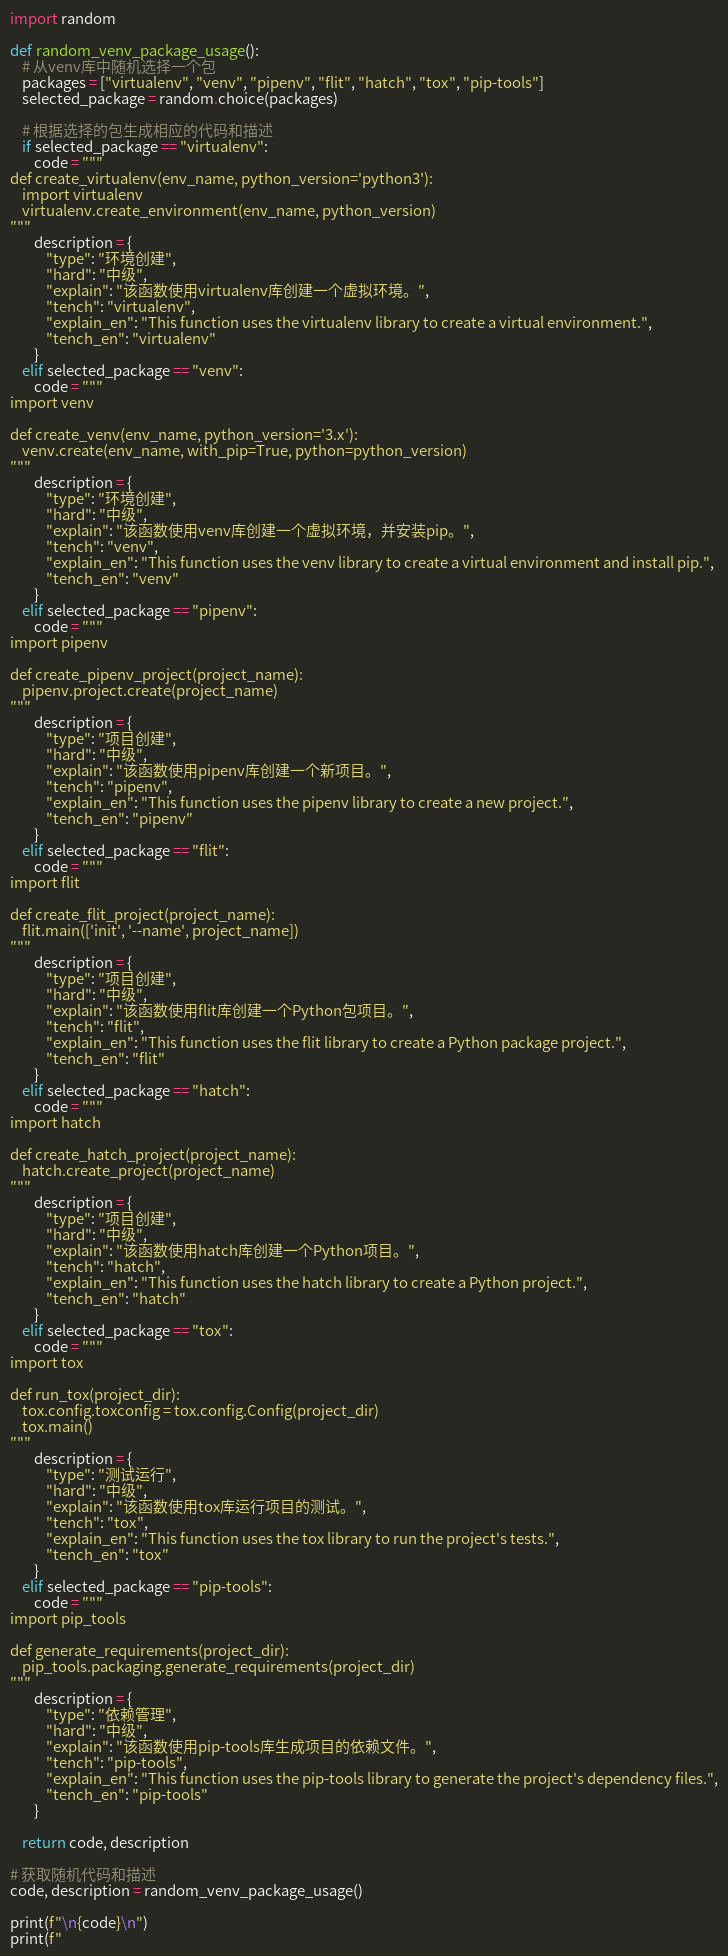 import random

def random_venv_package_usage():
    # 从venv库中随机选择一个包
    packages = ["virtualenv", "venv", "pipenv", "flit", "hatch", "tox", "pip-tools"]
    selected_package = random.choice(packages)

    # 根据选择的包生成相应的代码和描述
    if selected_package == "virtualenv":
        code = """
def create_virtualenv(env_name, python_version='python3'):
    import virtualenv
    virtualenv.create_environment(env_name, python_version)
"""
        description = {
            "type": "环境创建",
            "hard": "中级",
            "explain": "该函数使用virtualenv库创建一个虚拟环境。",
            "tench": "virtualenv",
            "explain_en": "This function uses the virtualenv library to create a virtual environment.",
            "tench_en": "virtualenv"
        }
    elif selected_package == "venv":
        code = """
import venv

def create_venv(env_name, python_version='3.x'):
    venv.create(env_name, with_pip=True, python=python_version)
"""
        description = {
            "type": "环境创建",
            "hard": "中级",
            "explain": "该函数使用venv库创建一个虚拟环境，并安装pip。",
            "tench": "venv",
            "explain_en": "This function uses the venv library to create a virtual environment and install pip.",
            "tench_en": "venv"
        }
    elif selected_package == "pipenv":
        code = """
import pipenv

def create_pipenv_project(project_name):
    pipenv.project.create(project_name)
"""
        description = {
            "type": "项目创建",
            "hard": "中级",
            "explain": "该函数使用pipenv库创建一个新项目。",
            "tench": "pipenv",
            "explain_en": "This function uses the pipenv library to create a new project.",
            "tench_en": "pipenv"
        }
    elif selected_package == "flit":
        code = """
import flit

def create_flit_project(project_name):
    flit.main(['init', '--name', project_name])
"""
        description = {
            "type": "项目创建",
            "hard": "中级",
            "explain": "该函数使用flit库创建一个Python包项目。",
            "tench": "flit",
            "explain_en": "This function uses the flit library to create a Python package project.",
            "tench_en": "flit"
        }
    elif selected_package == "hatch":
        code = """
import hatch

def create_hatch_project(project_name):
    hatch.create_project(project_name)
"""
        description = {
            "type": "项目创建",
            "hard": "中级",
            "explain": "该函数使用hatch库创建一个Python项目。",
            "tench": "hatch",
            "explain_en": "This function uses the hatch library to create a Python project.",
            "tench_en": "hatch"
        }
    elif selected_package == "tox":
        code = """
import tox

def run_tox(project_dir):
    tox.config.toxconfig = tox.config.Config(project_dir)
    tox.main()
"""
        description = {
            "type": "测试运行",
            "hard": "中级",
            "explain": "该函数使用tox库运行项目的测试。",
            "tench": "tox",
            "explain_en": "This function uses the tox library to run the project's tests.",
            "tench_en": "tox"
        }
    elif selected_package == "pip-tools":
        code = """
import pip_tools

def generate_requirements(project_dir):
    pip_tools.packaging.generate_requirements(project_dir)
"""
        description = {
            "type": "依赖管理",
            "hard": "中级",
            "explain": "该函数使用pip-tools库生成项目的依赖文件。",
            "tench": "pip-tools",
            "explain_en": "This function uses the pip-tools library to generate the project's dependency files.",
            "tench_en": "pip-tools"
        }

    return code, description

# 获取随机代码和描述
code, description = random_venv_package_usage()

print(f"\n{code}\n")
print(f"